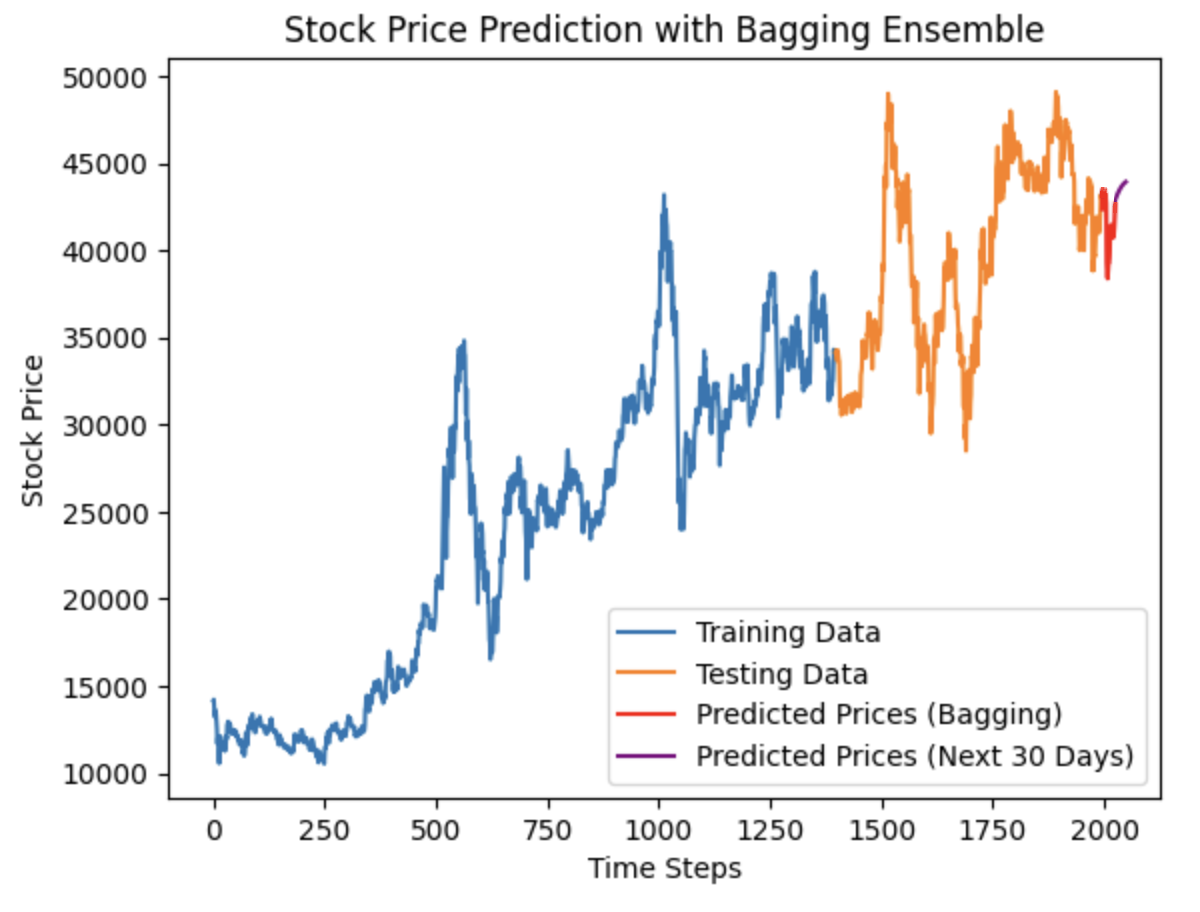 Stock Price Prediction with Bagging Ensemble
50000
45000
40000
35000
30000
25000
20000
15000
10000
Stock Price
Training Data
Testing Data
Predicted Prices (Bagging)
Predicted Prices (Next 30 Days)
0 250 500 750 1000 1250 1500 1750 2000
Time Steps